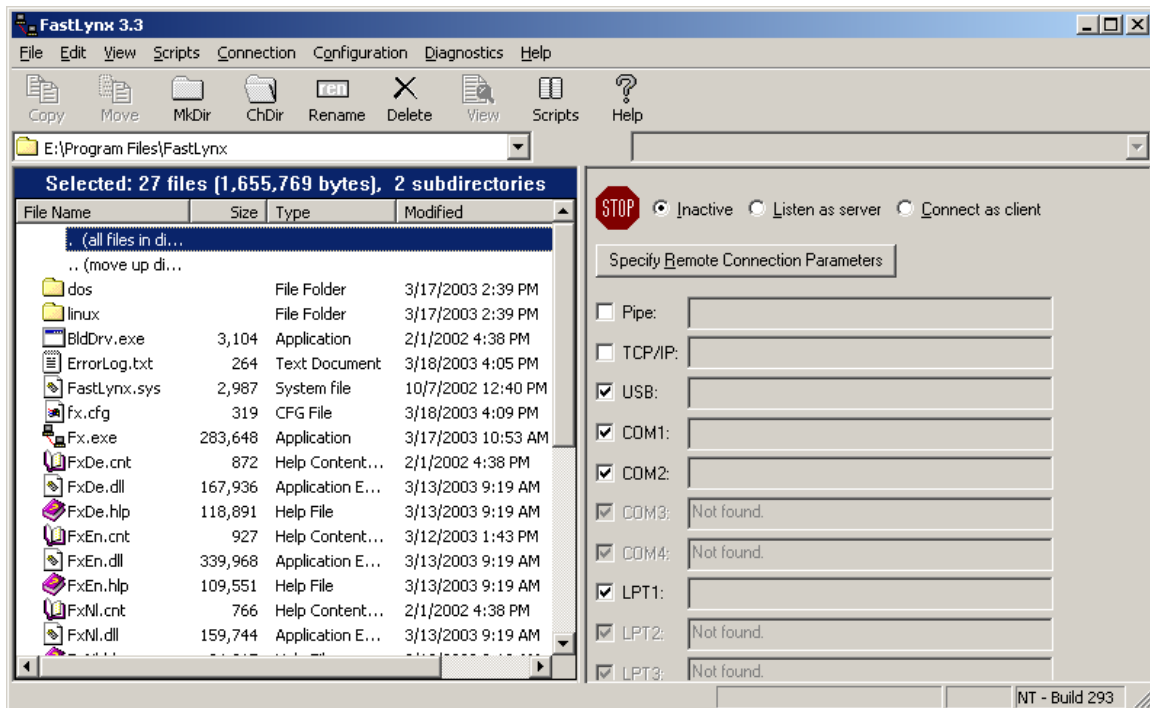 FastLynx 3.3
File Edit View Scripts Connection Configuration Diagnostics Help
ren
Copy Move MkDir ChDir Rename Delete View Scripts Help
E:\Program Files\FastLynx
Selected: 27 files (1,655,769 bytes), 2 subdirectories
File Name Size Type Modified
. (all files in di...
.. (move up di...
dos File Folder 3/17/2003 2:39 PM
linux File Folder 3/17/2003 2:39 PM
BldDrv.exe 3,104 Application 2/1/2002 4:38 PM
ErrorLog.txt 264 Text Document 3/18/2003 4:05 PM
FastLynx.sys 2,987 System file 10/7/2002 12:40 PM
fx.cfg 319 CFG File 3/18/2003 4:09 PM
Fx.exe 283,648 Application 3/17/2003 10:53 AM
FxDe.cnt 872 Help Content... 2/1/2002 4:38 PM
FxDe.dll 167,936 Application E... 3/13/2003 9:19 AM
FxDe.hlp 118,891 Help File 3/13/2003 9:19 AM
FxEn.cnt 927 Help Content... 3/12/2003 1:43 PM
FxEn.dll 339,968 Application E... 3/13/2003 9:19 AM
FxEn.hlp 109,551 Help File 3/13/2003 9:19 AM
FxNl.cnt 766 Help Content... 2/1/2002 4:38 PM
FxNl.dll 159,744 Application E... 3/13/2003 9:19 AM
STOP Inactive Listen as server Connect as client
Specify Remote Connection Parameters
Pipe:
TCP/IP:
USB:
COM1:
COM2:
COM3: Not found.
COM4: Not found.
LPT1:
LPT2: Not found.
LPT3: Not found.
NT - Build 293